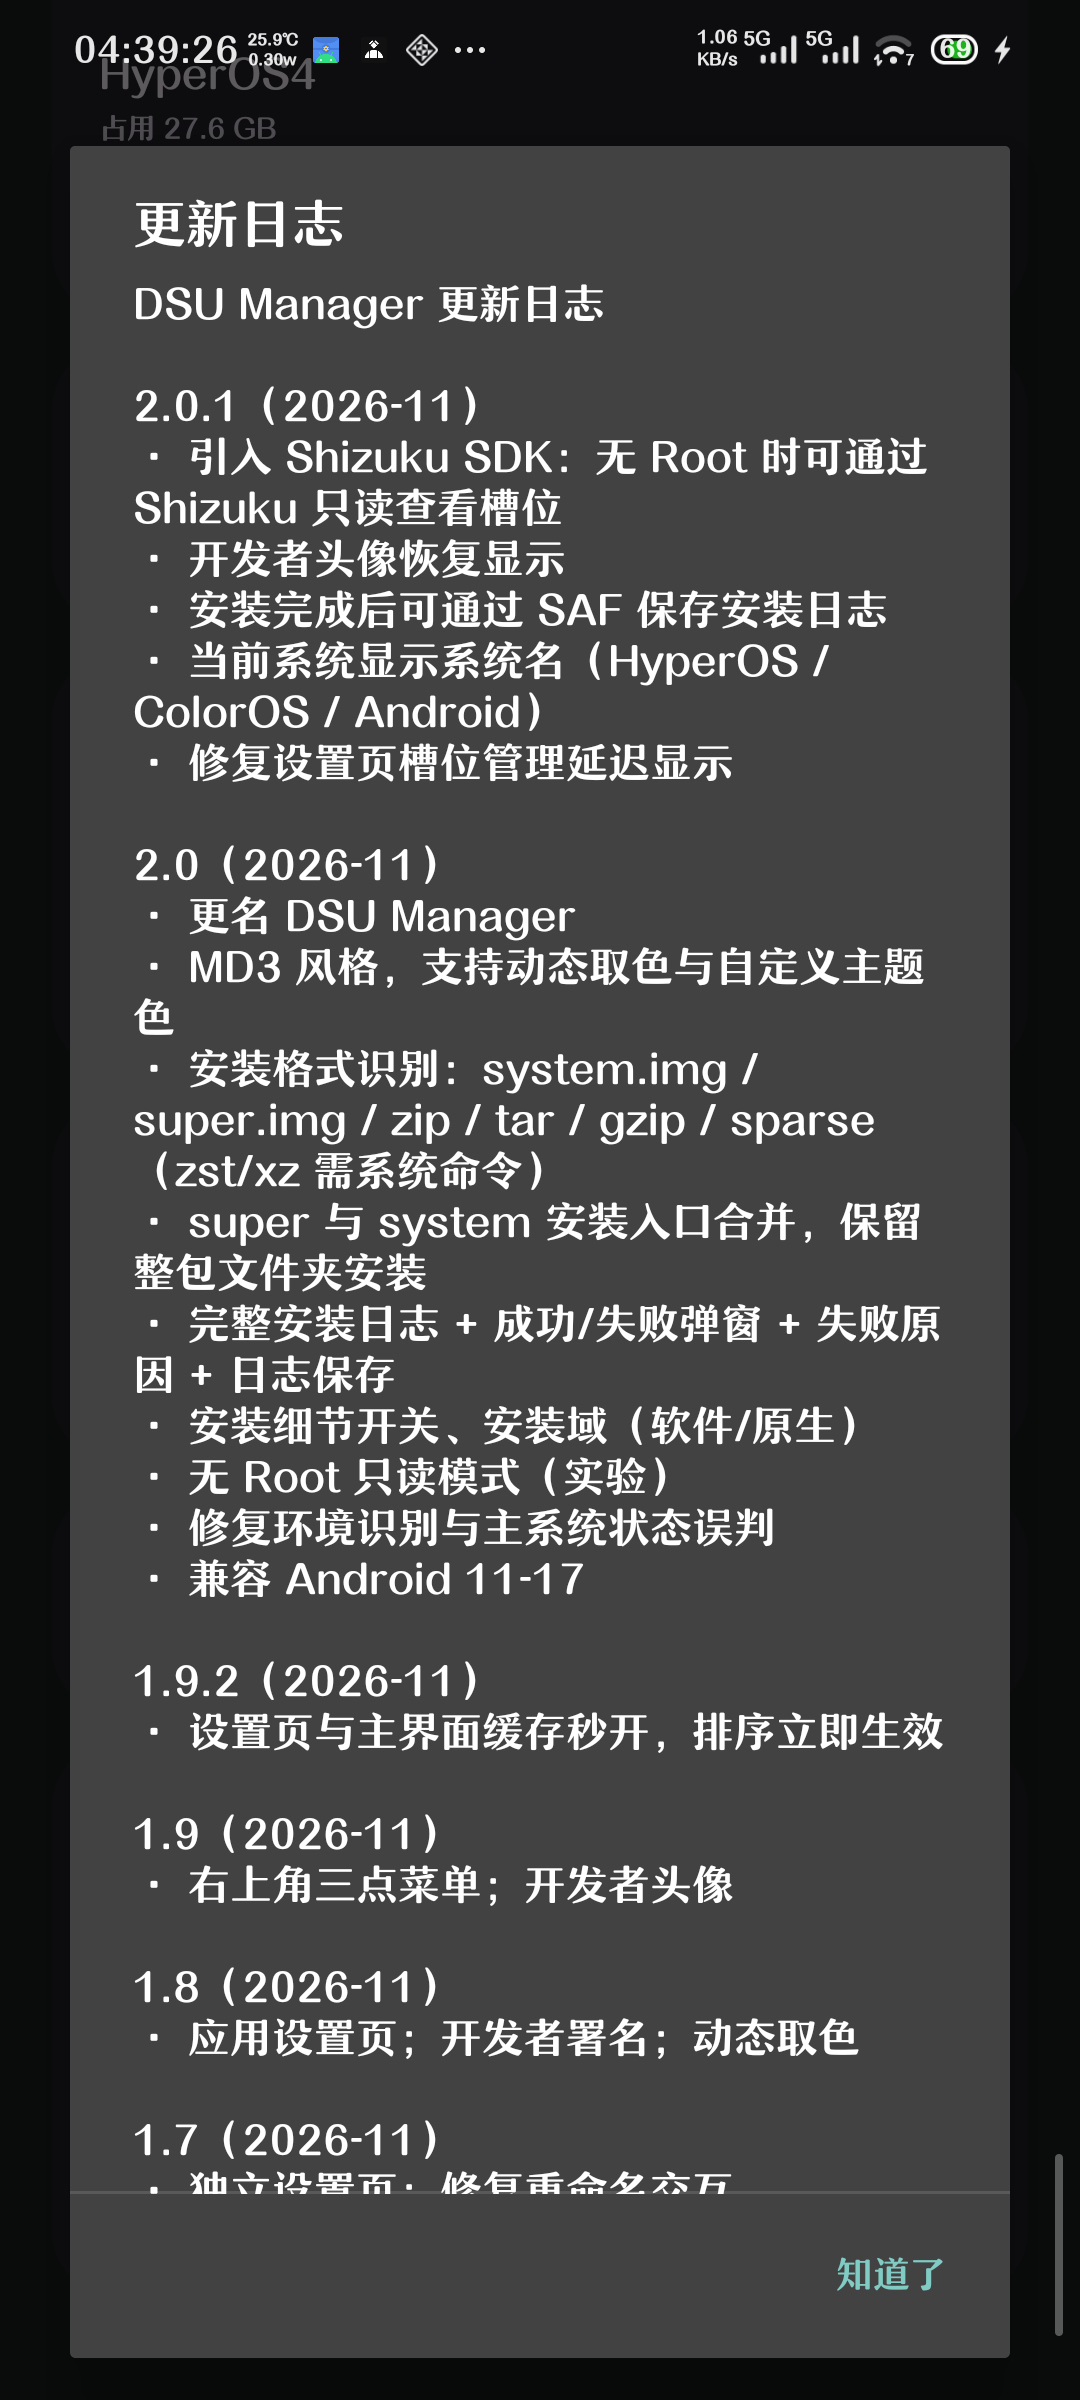 04:39:26 25.9℃ 0.30w 1.06 KB/s 5G 5G 7 69
HyperOS4
占用 27.6 GB
更新日志
DSU Manager 更新日志
2.0.1（2026-11）
· 引入 Shizuku SDK：无 Root 时可通过
Shizuku 只读查看槽位
· 开发者头像恢复显示
· 安装完成后可通过 SAF 保存安装日志
· 当前系统显示系统名（HyperOS /
ColorOS / Android）
· 修复设置页槽位管理延迟显示
2.0（2026-11）
· 更名 DSU Manager
· MD3 风格，支持动态取色与自定义主题
色
· 安装格式识别：system.img /
super.img / zip / tar / gzip / sparse
（zst/xz 需系统命令）
· super 与 system 安装入口合并，保留
整包文件夹安装
· 完整安装日志 + 成功/失败弹窗 + 失败原
因 + 日志保存
· 安装细节开关、安装域（软件/原生）
· 无 Root 只读模式（实验）
· 修复环境识别与主系统状态误判
· 兼容 Android 11-17
1.9.2（2026-11）
· 设置页与主界面缓存秒开，排序立即生效
1.9（2026-11）
· 右上角三点菜单；开发者头像
1.8（2026-11）
· 应用设置页；开发者署名；动态取色
1.7（2026-11）
· 独立设置页；修复重命名交互
知道了